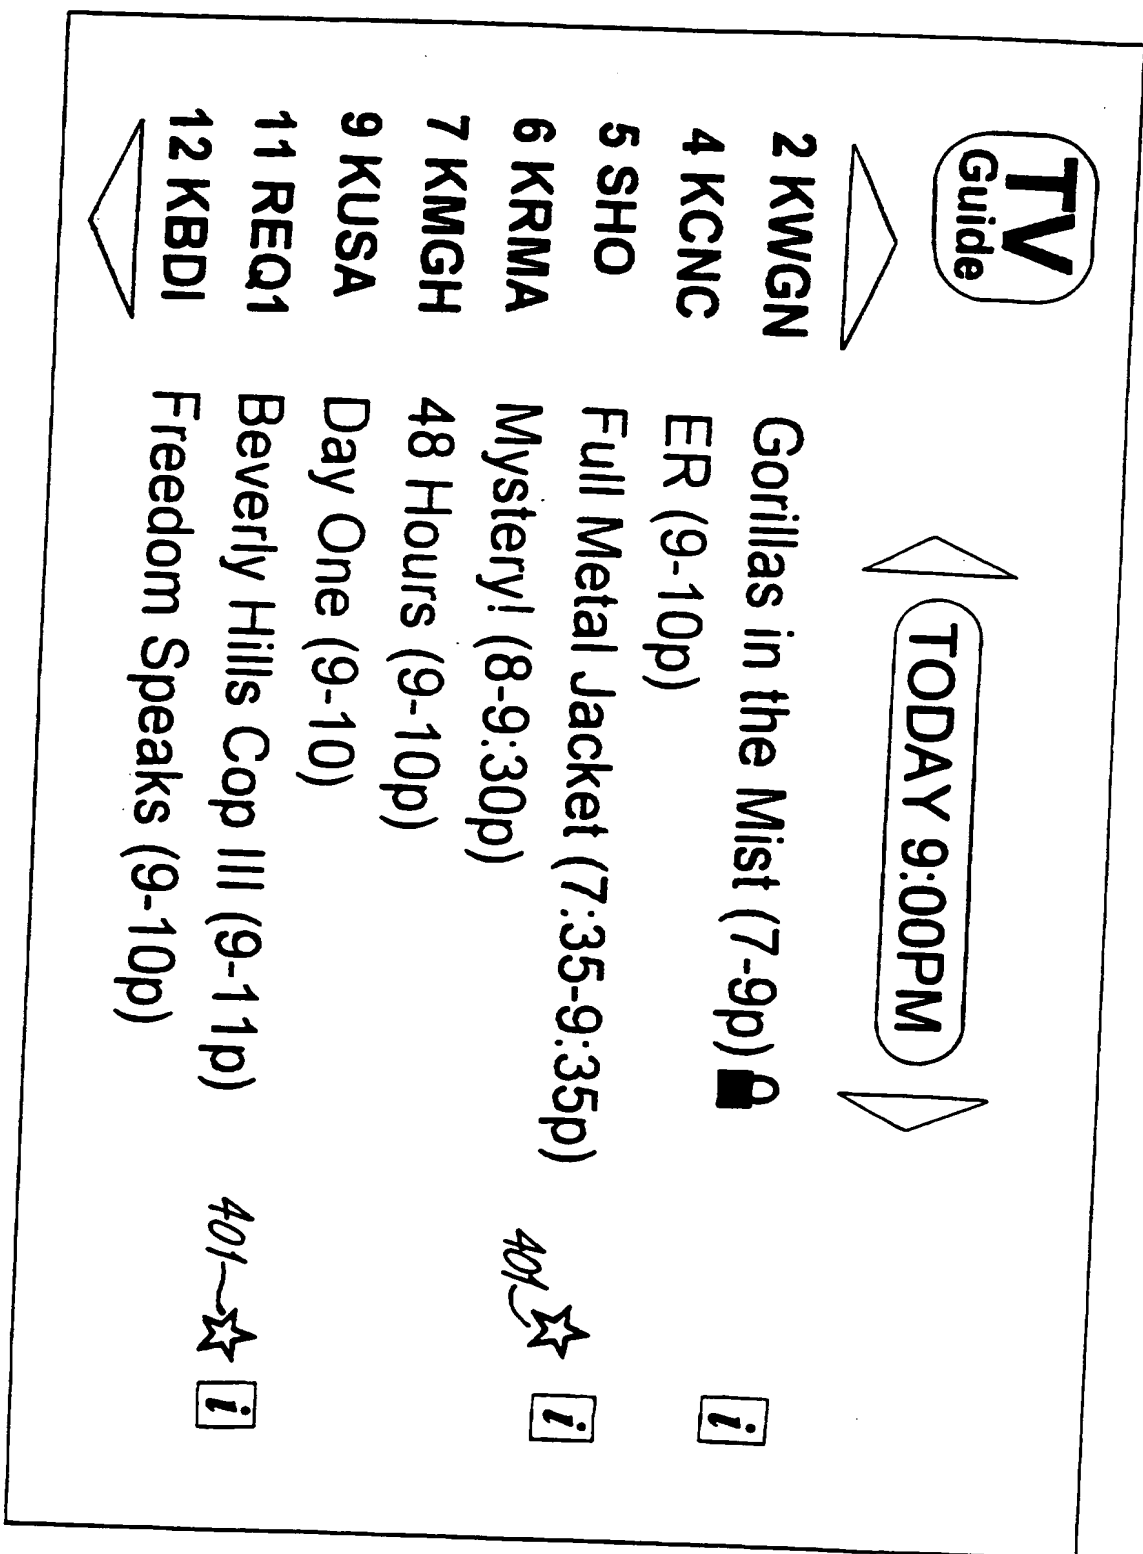 TV
Guide
TODAY 9:00PM
2 KWGN Gorillas in the Mist (7-9p) i
4 KCNC ER (9-10p)
5 SHO Full Metal Jacket (7:35-9:35p) 401 i
6 KRMA Mystery! (8-9:30p)
7 KMGH 48 Hours (9-10p)
9 KUSA Day One (9-10)
11 REQ1 Beverly Hills Cop III (9-11p) 401 i
12 KBDI Freedom Speaks (9-10p)